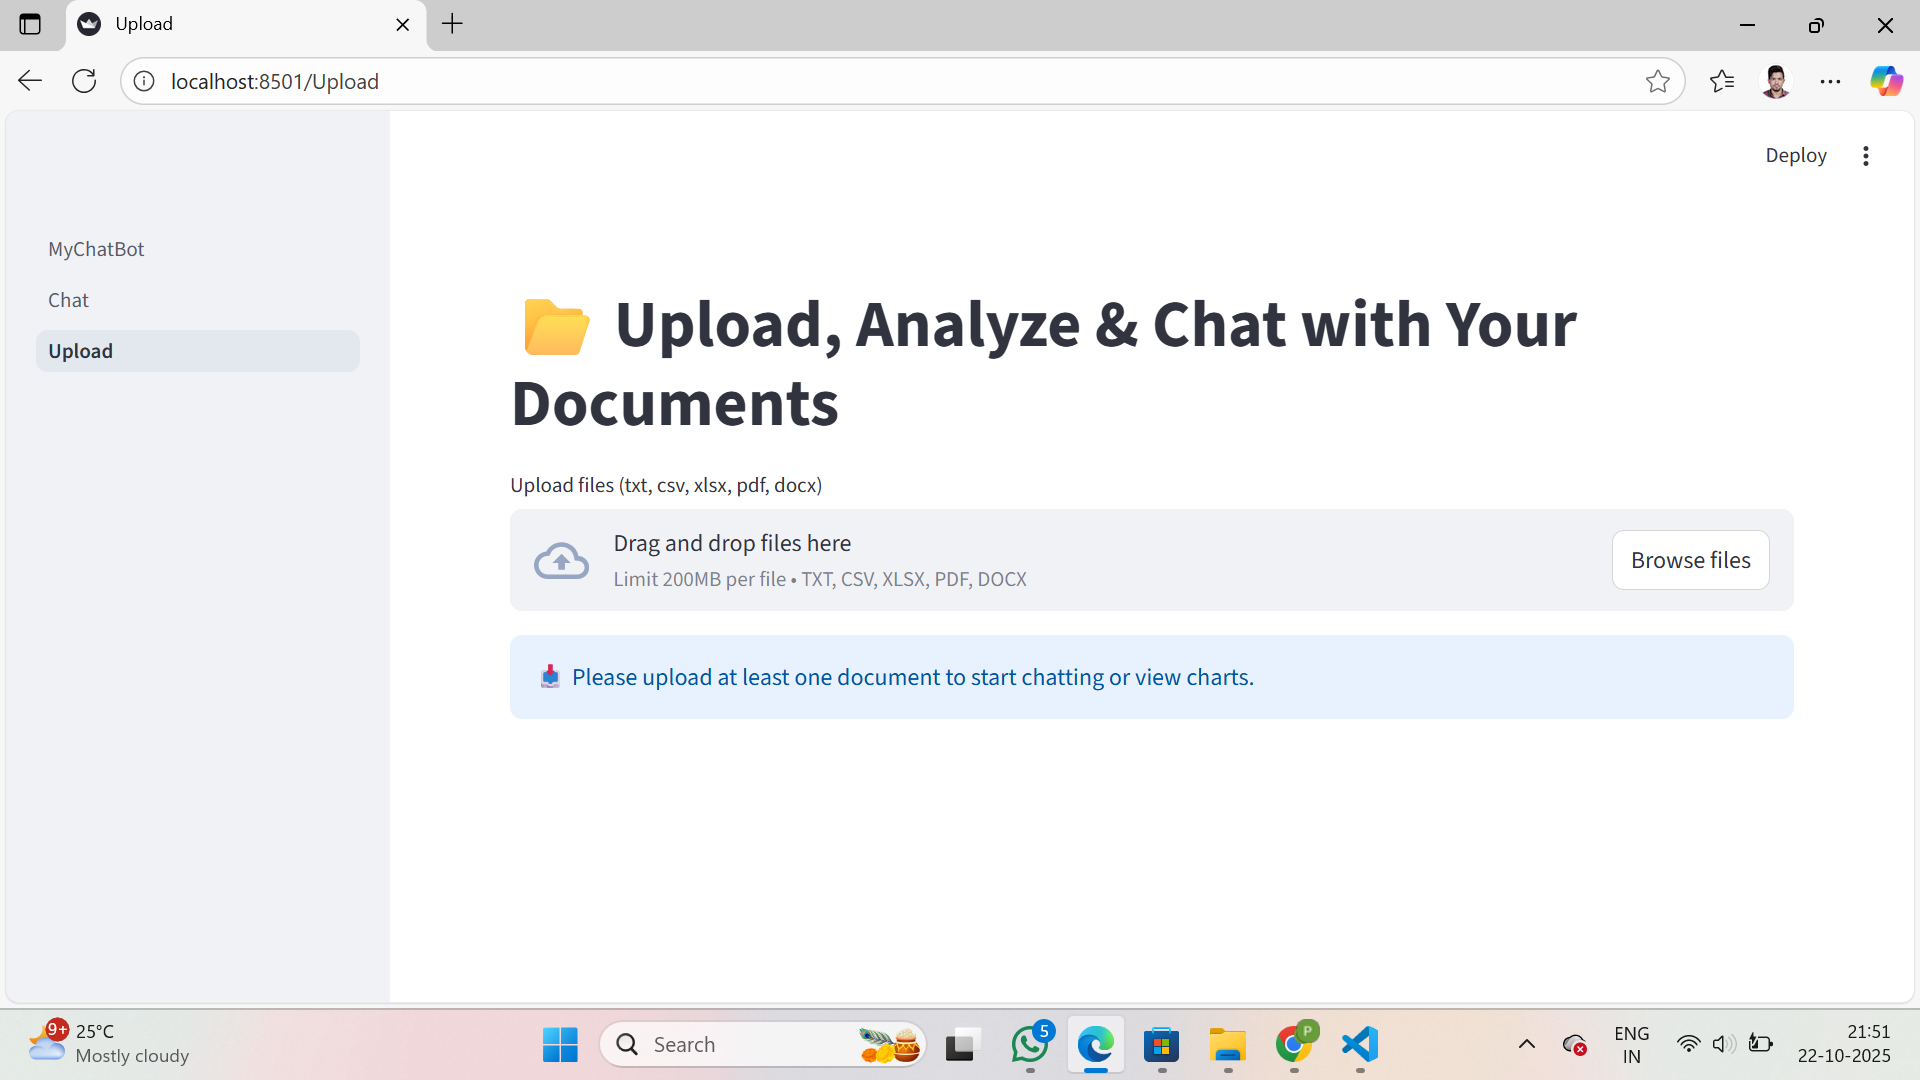 Upload
localhost:8501/Upload
Deploy
MyChatBot
Chat
Upload
Upload, Analyze & Chat with Your
Documents
Upload files (txt, csv, xlsx, pdf, docx)
Drag and drop files here
Limit 200MB per file • TXT, CSV, XLSX, PDF, DOCX
Browse files
Please upload at least one document to start chatting or view charts.
9+
25°C
Mostly cloudy
Search
5
P
ENG
IN
21:51
22-10-2025